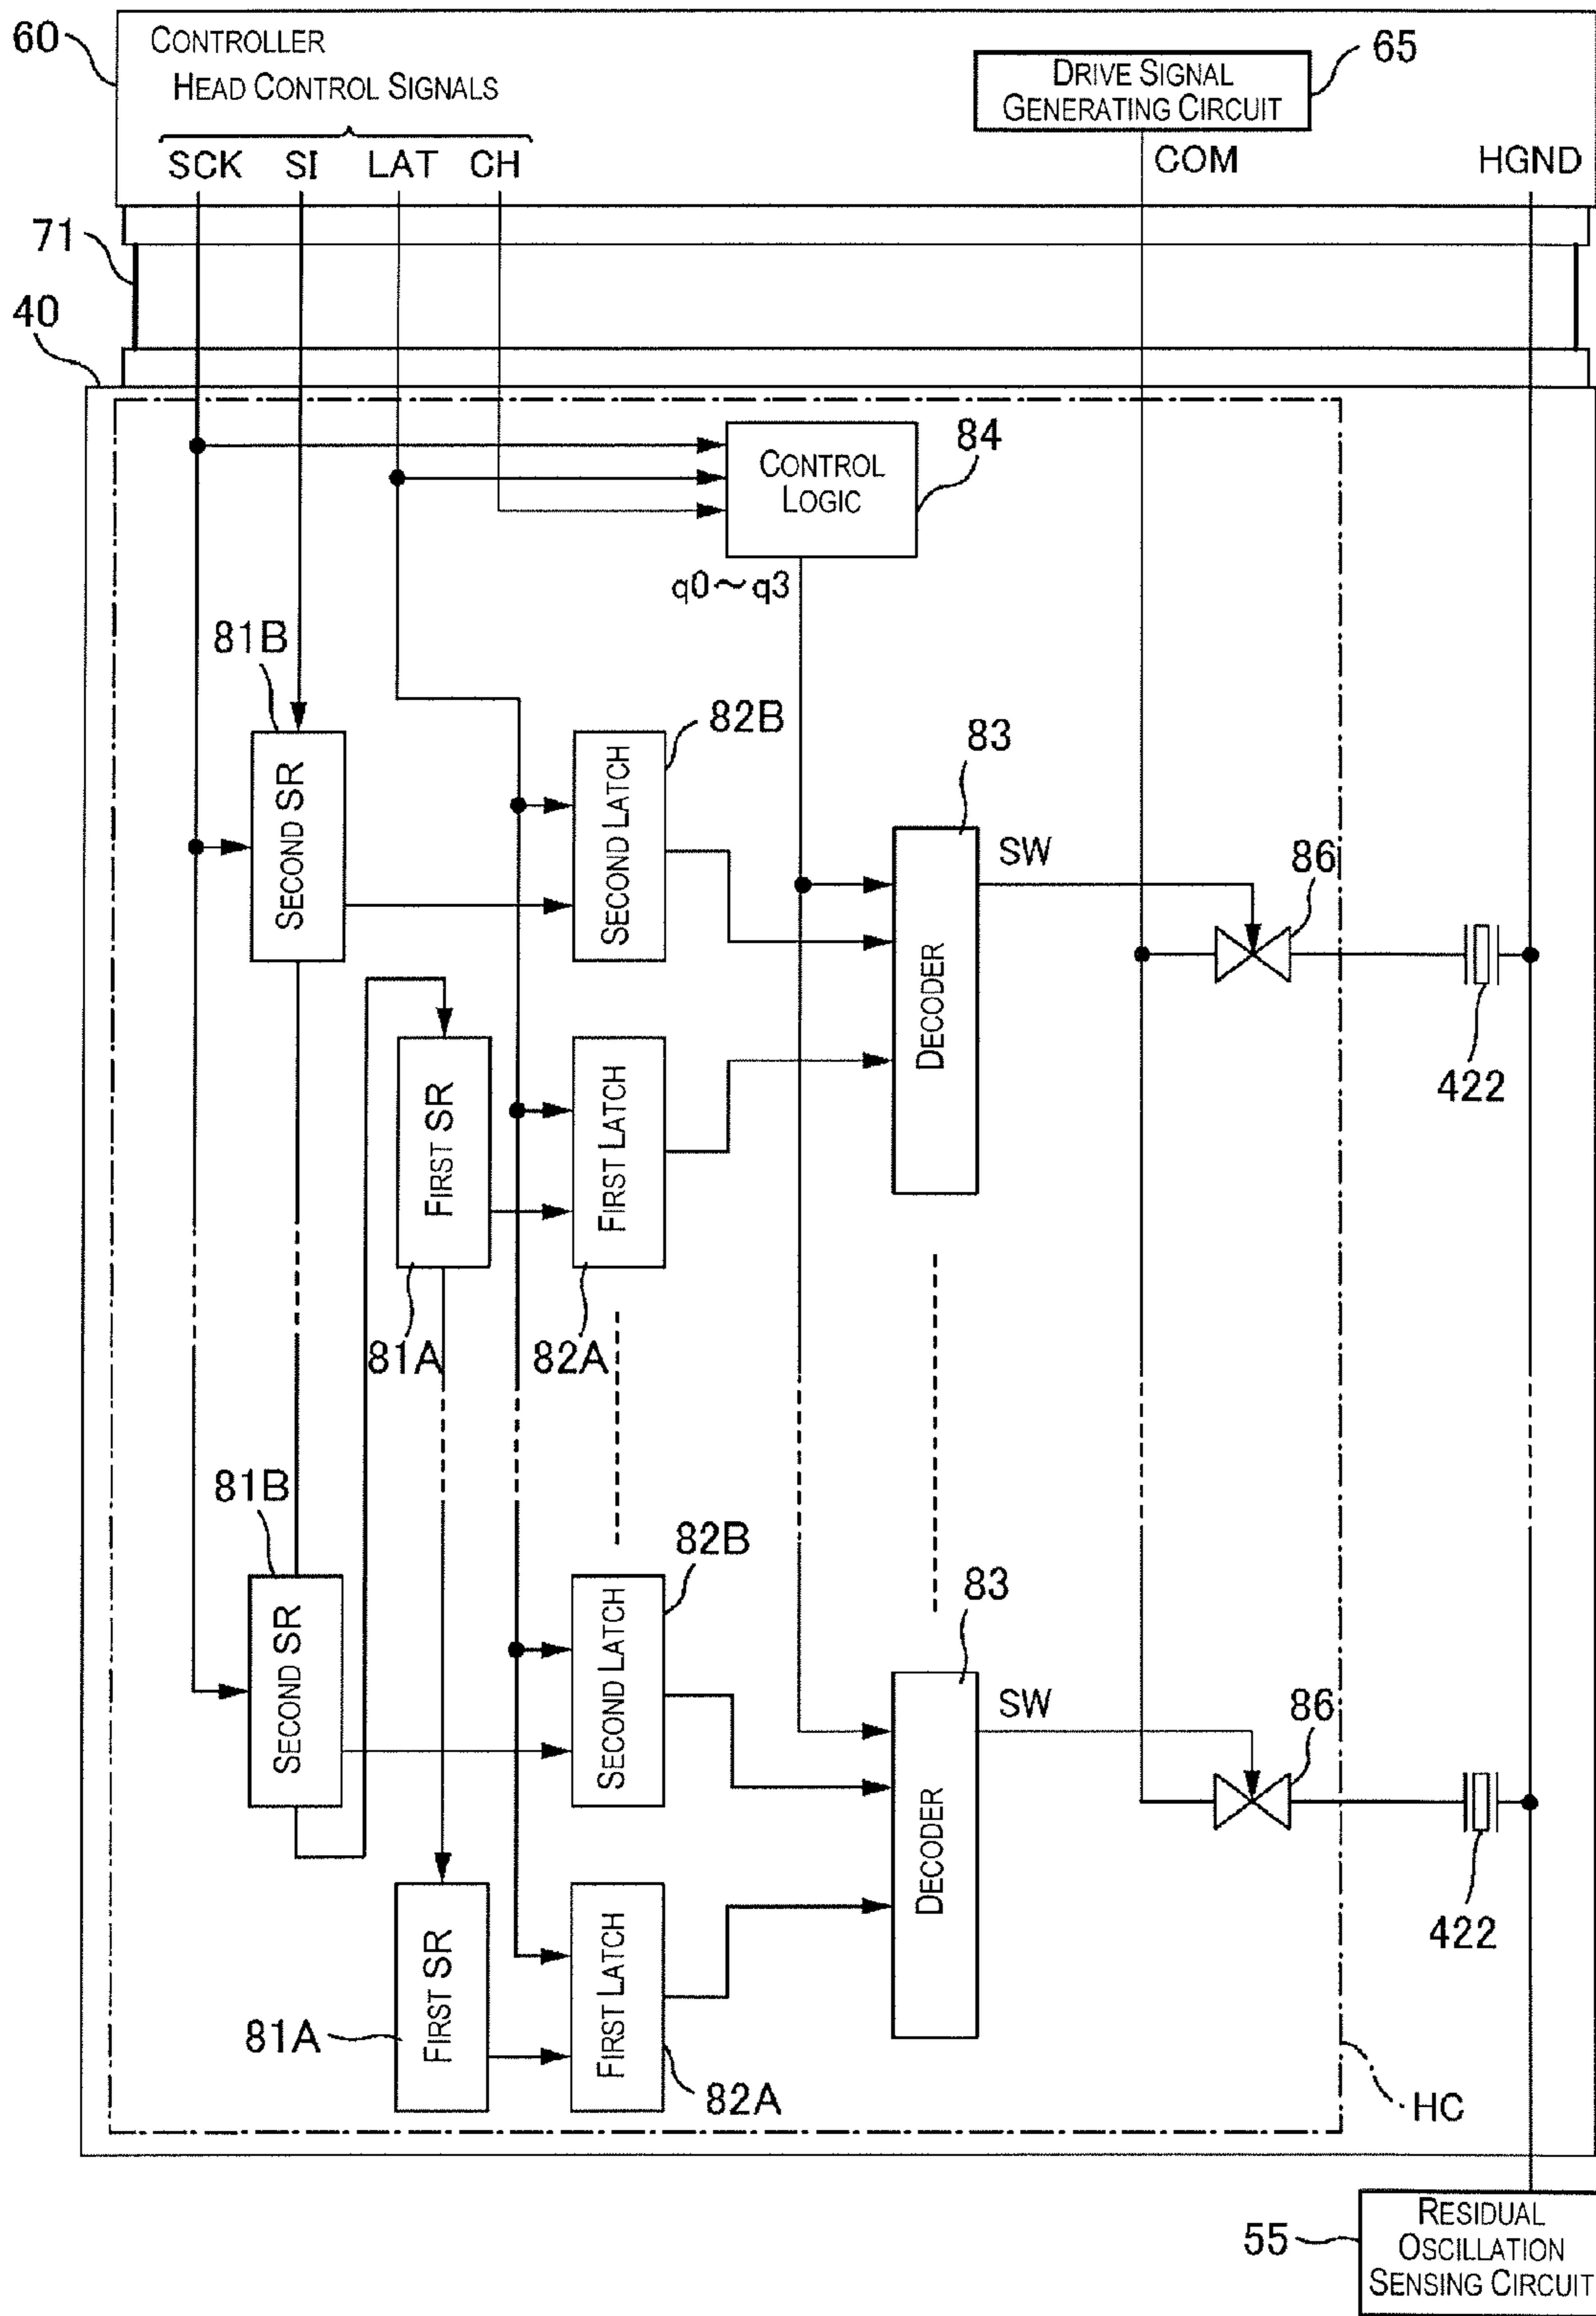 60
CONTROLLER
HEAD CONTROL SIGNALS
DRIVE SIGNAL
GENERATING CIRCUIT
65
SCK SI LAT CH
COM
HGND
71
40
CONTROL
LOGIC
84
q0～q3
81B
SECOND SR
82B
SECOND LATCH
83
DECODER
SW
86
422
FIRST SR
81A
FIRST LATCH
82A
81B
SECOND SR
82B
SECOND LATCH
83
DECODER
SW
86
422
FIRST SR
81A
FIRST LATCH
82A
HC
55
RESIDUAL
OSCILLATION
SENSING CIRCUIT